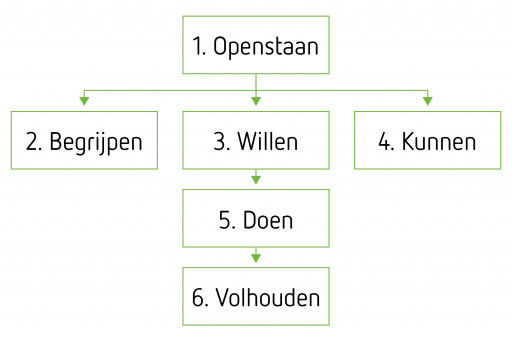 1. Openstaan
2. Begrijpen
3. Willen
4. Kunnen
5. Doen
6. Volhouden